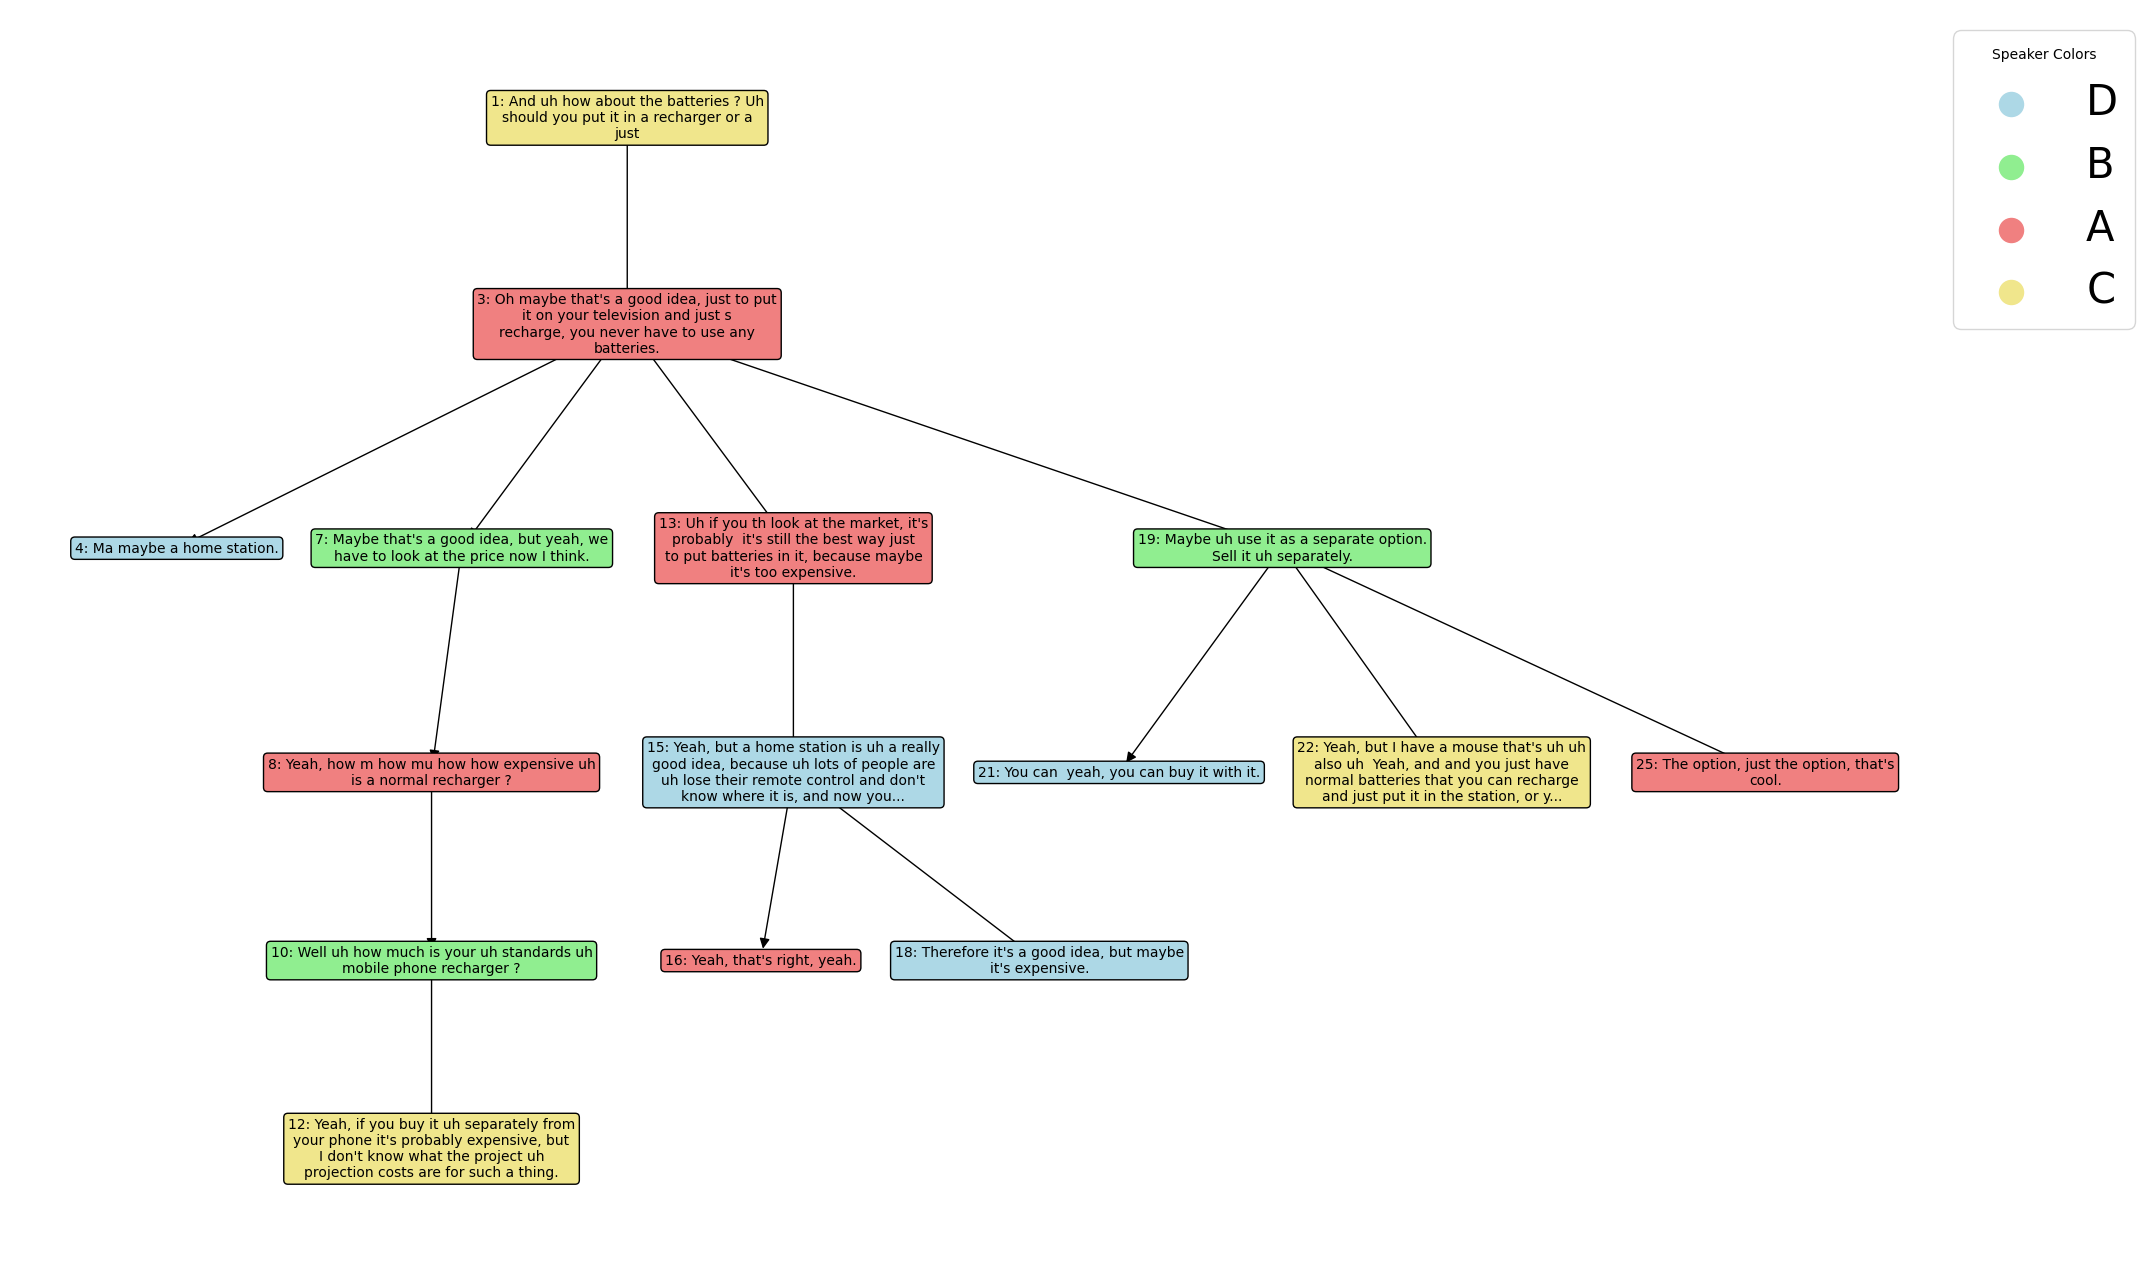 Speaker Colors
D
B
A
C
1: And uh how about the batteries ? Uh
should you put it in a recharger or a
just
3: Oh maybe that's a good idea, just to put
it on your television and just s
recharge, you never have to use any
batteries.
4: Ma maybe a home station.
7: Maybe that's a good idea, but yeah, we
have to look at the price now I think.
13: Uh if you th look at the market, it's
probably  it's still the best way just
to put batteries in it, because maybe
it's too expensive.
19: Maybe uh use it as a separate option.
Sell it uh separately.
8: Yeah, how m how mu how how expensive uh
is a normal recharger ?
15: Yeah, but a home station is uh a really
good idea, because uh lots of people are
uh lose their remote control and don't
know where it is, and now you...
21: You can  yeah, you can buy it with it.
22: Yeah, but I have a mouse that's uh uh
also uh  Yeah, and and you just have
normal batteries that you can recharge
and just put it in the station, or y...
25: The option, just the option, that's
cool.
10: Well uh how much is your uh standards uh
mobile phone recharger ?
16: Yeah, that's right, yeah.
18: Therefore it's a good idea, but maybe
it's expensive.
12: Yeah, if you buy it uh separately from
your phone it's probably expensive, but
I don't know what the project uh
projection costs are for such a thing.